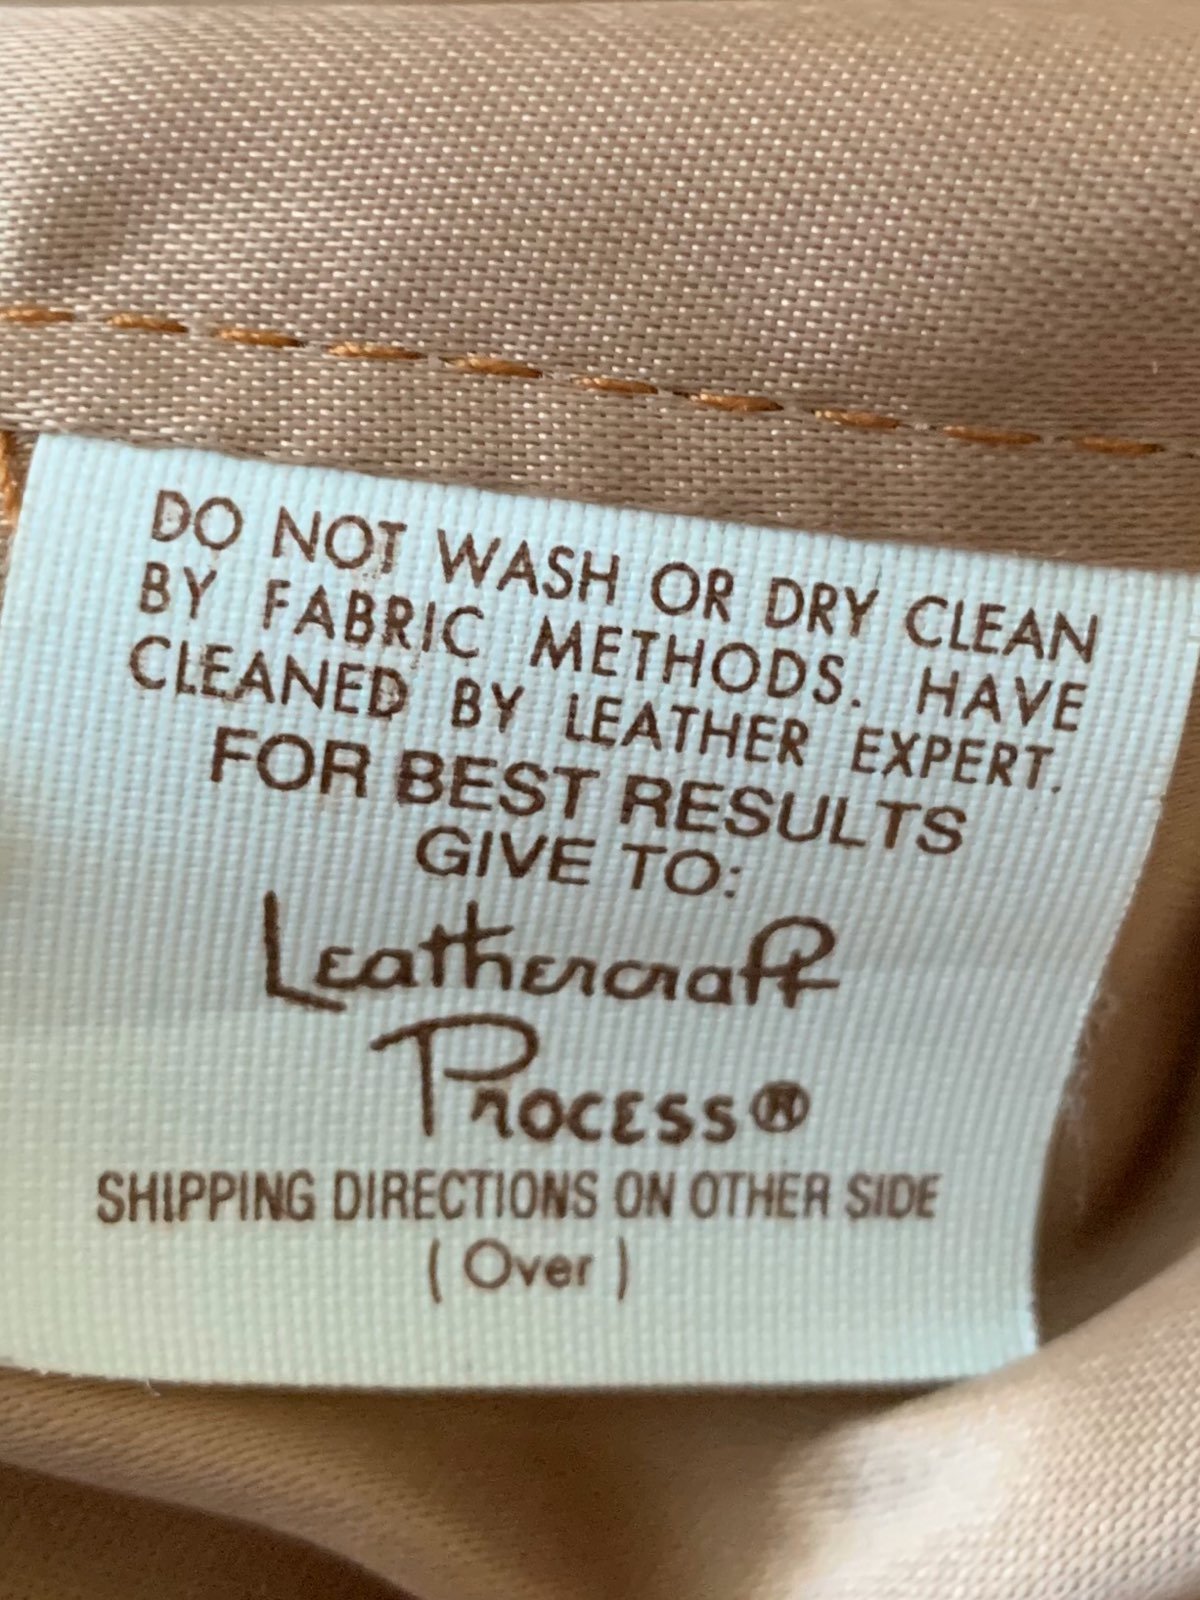 DO NOT WASH OR DRY CLEAN
BY FABRIC METHODS. HAVE
CLEANED BY LEATHER EXPERT.
FOR BEST RESULTS
GIVE TO:
Leathercraft
Process®
SHIPPING DIRECTIONS ON OTHER SIDE
( Over )